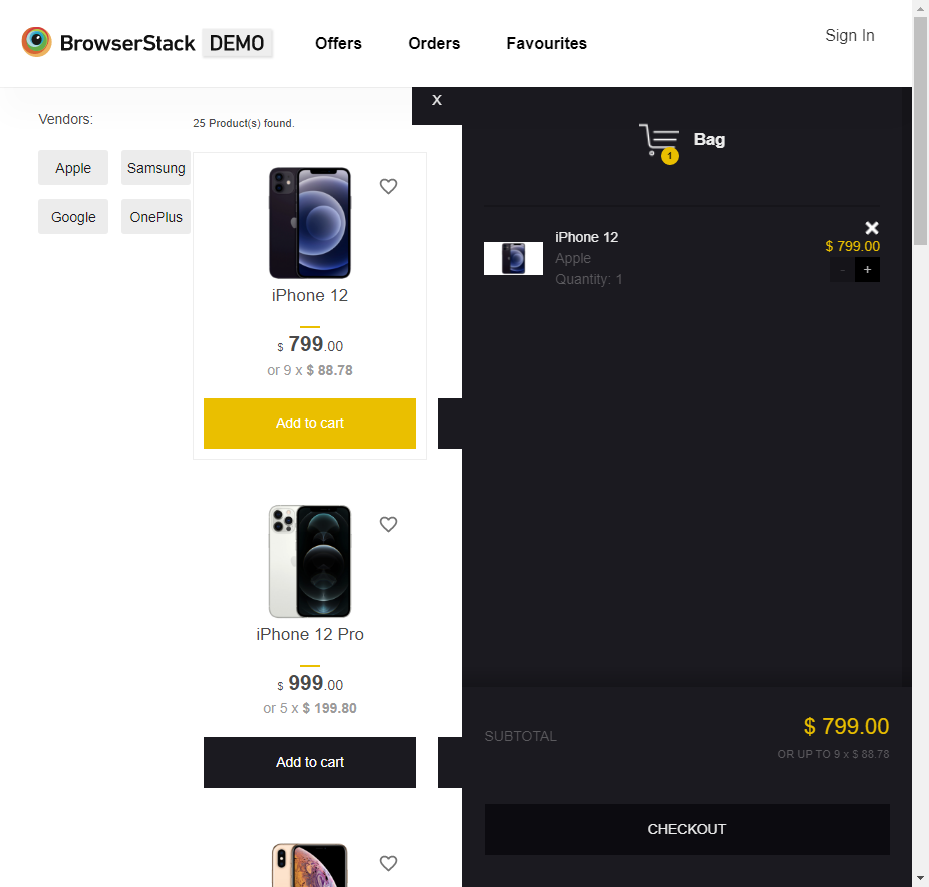 BrowserStack DEMO
Offers
Orders
Favourites
Sign In
Vendors:
Apple
Samsung
Google
OnePlus
25 Product(s) found.
iPhone 12
$ 799.00
or 9 x $ 88.78
Add to cart
iPhone 12 Pro
$ 999.00
or 5 x $ 199.80
Add to cart
X
1
Bag
iPhone 12
Apple
Quantity: 1
$ 799.00
- +
SUBTOTAL
$ 799.00
OR UP TO 9 x $ 88.78
CHECKOUT